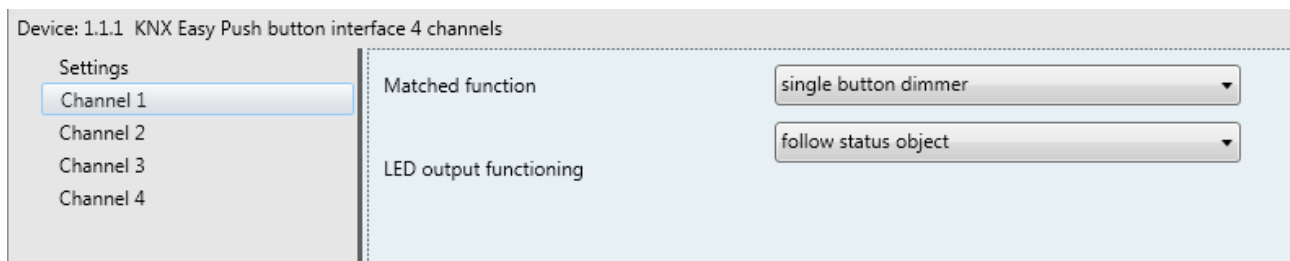 Device: 1.1.1 KNX Easy Push button interface 4 channels
Settings
Channel 1
Channel 2
Channel 3
Channel 4
Matched function
single button dimmer
follow status object
LED output functioning